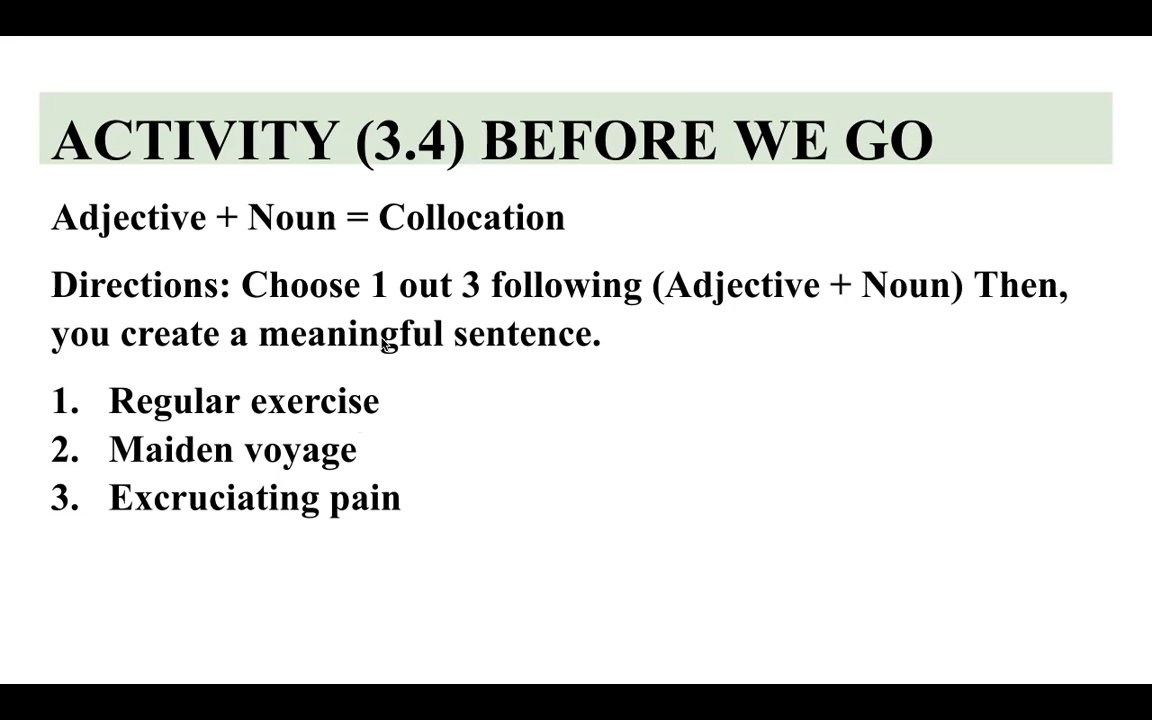 ACTIVITY (3.4) BEFORE WE GO
Adjective + Noun = Collocation
Directions: Choose 1 out 3 following (Adjective + Noun) Then,
you create a meaningful sentence.
1. Regular exercise
2. Maiden voyage
3. Excruciating pain